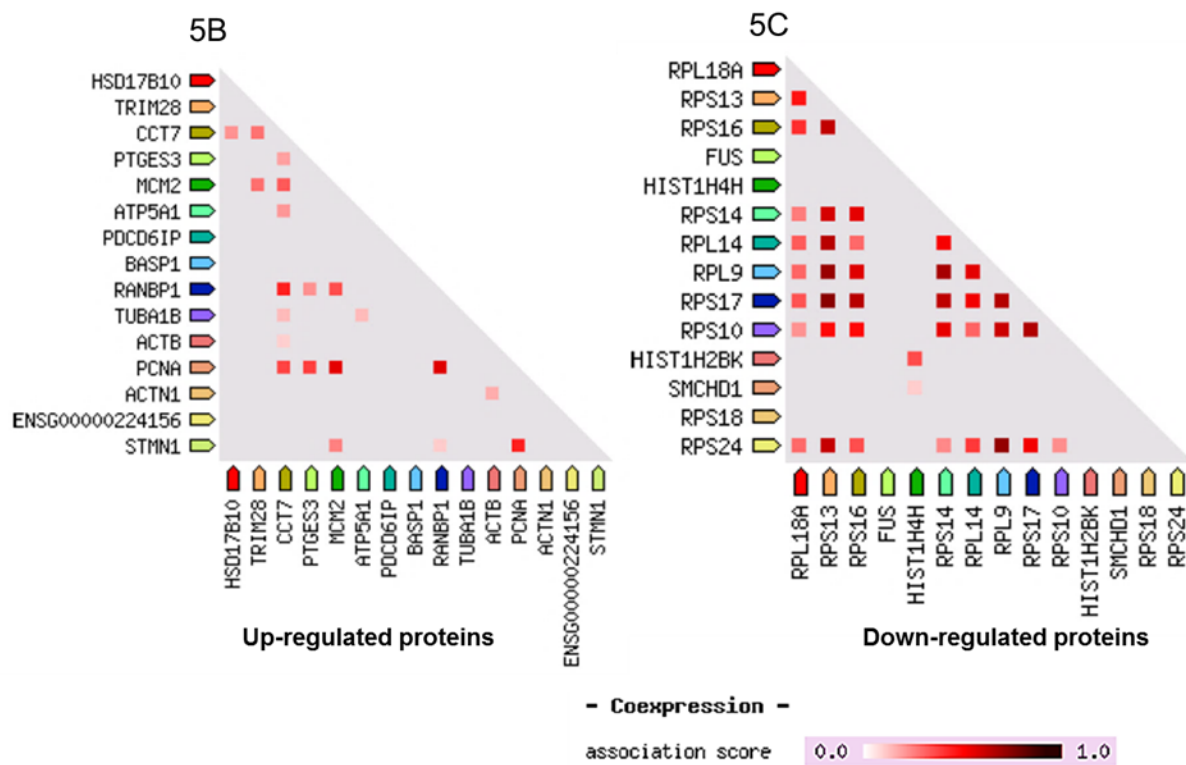 5B
HSD17B10
TRIM28
CCT7
PTGES3
MCM2
ATP5A1
PDCD6IP
BASP1
RANBP1
TUBA1B
ACTB
PCNA
ACTN1
ENSG00000224156
STMN1
HSD17B10
TRIM28
CCT7
PTGES3
MCM2
ATP5A1
PDCD6IP
BASP1
RANBP1
TUBA1B
ACTB
PCNA
ACTN1
ENSG00000224156
STMN1
Up-regulated proteins
5C
RPL18A
RPS13
RPS16
FUS
HIST1H4H
RPS14
RPL14
RPL9
RPS17
RPS10
HIST1H2BK
SMCHD1
RPS18
RPS24
RPL18A
RPS13
RPS16
FUS
HIST1H4H
RPS14
RPL14
RPL9
RPS17
RPS10
HIST1H2BK
SMCHD1
RPS18
RPS24
Down-regulated proteins
- Coexpression -
association score 0.0 1.0